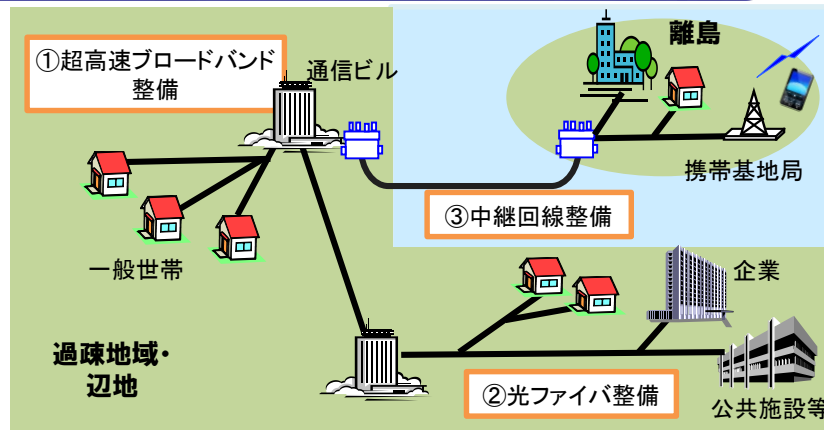 ①超高速ブロードバンド
整備
通信ビル
離島
携帯基地局
③中継回線整備
一般世帯
企業
過疎地域・
辺地
②光ファイバ整備
公共施設等